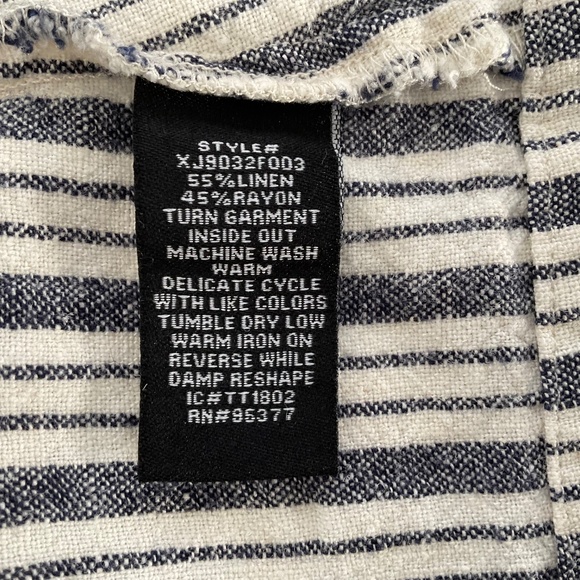 STYLE#
XJ9032F003
55%LINEN
45%RAYON
TURN GARMENT
INSIDE OUT
MACHINE WASH
WARM
DELICATE CYCLE
WITH LIKE COLORS
TUMBLE DRY LOW
WARM IRON ON
REVERSE WHILE
DAMP RESHAPE
IC#TT1802
RN#95377